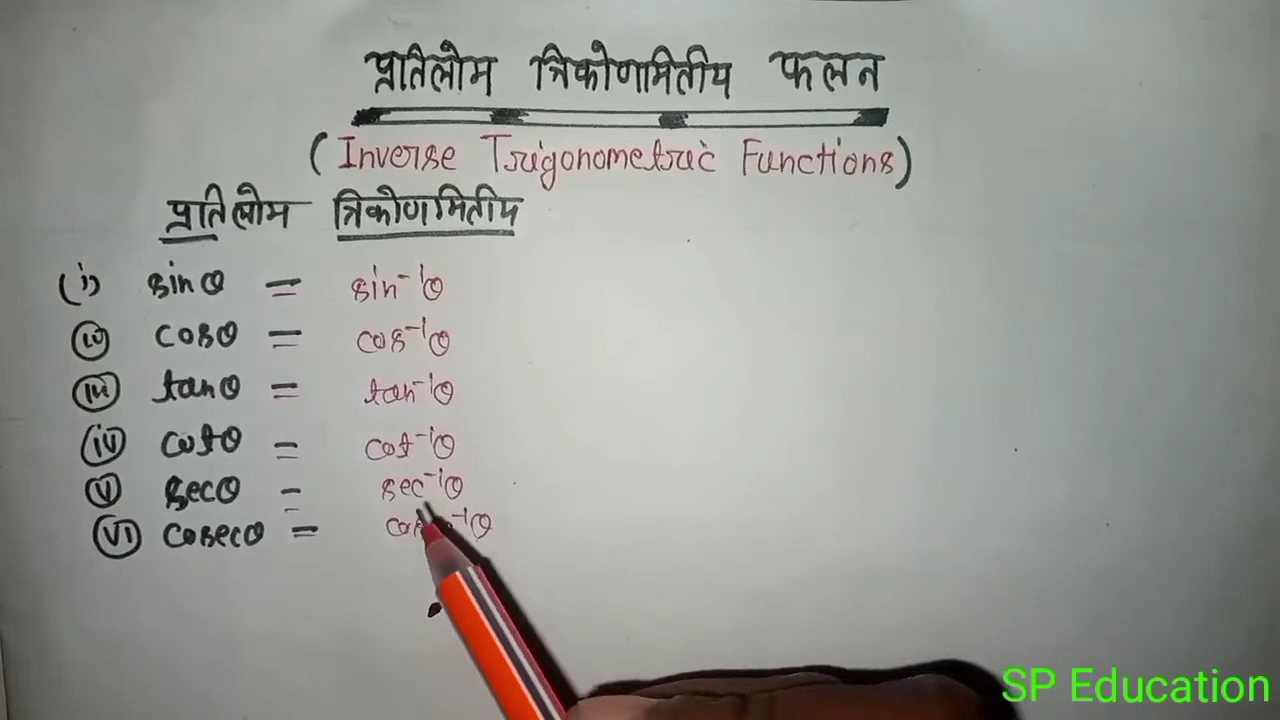 प्रतिलोम त्रिकोणमितीय फलन
(Inverse Trigonometric Functions)
प्रतिलोम त्रिकोणमितीय
(i) sinθ = sin⁻¹θ
(ii) cosθ = cos⁻¹θ
(iii) tanθ = tan⁻¹θ
(iv) cotθ = cot⁻¹θ
(v) secθ = sec⁻¹θ
(vi) cosecθ =
SP Education